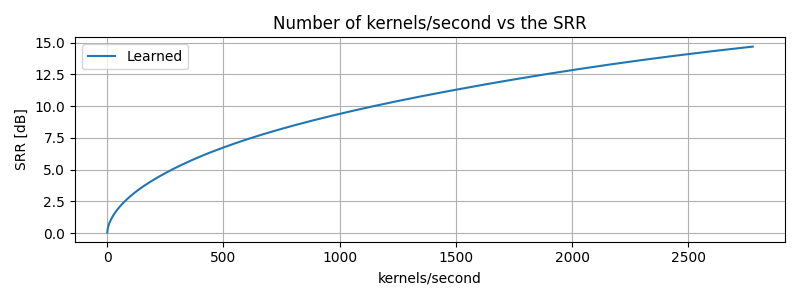 Number of kernels/second vs the SRR
SRR [dB]
15.0
12.5
10.0
7.5
5.0
2.5
0.0
Learned
0 500 1000 1500 2000 2500
kernels/second